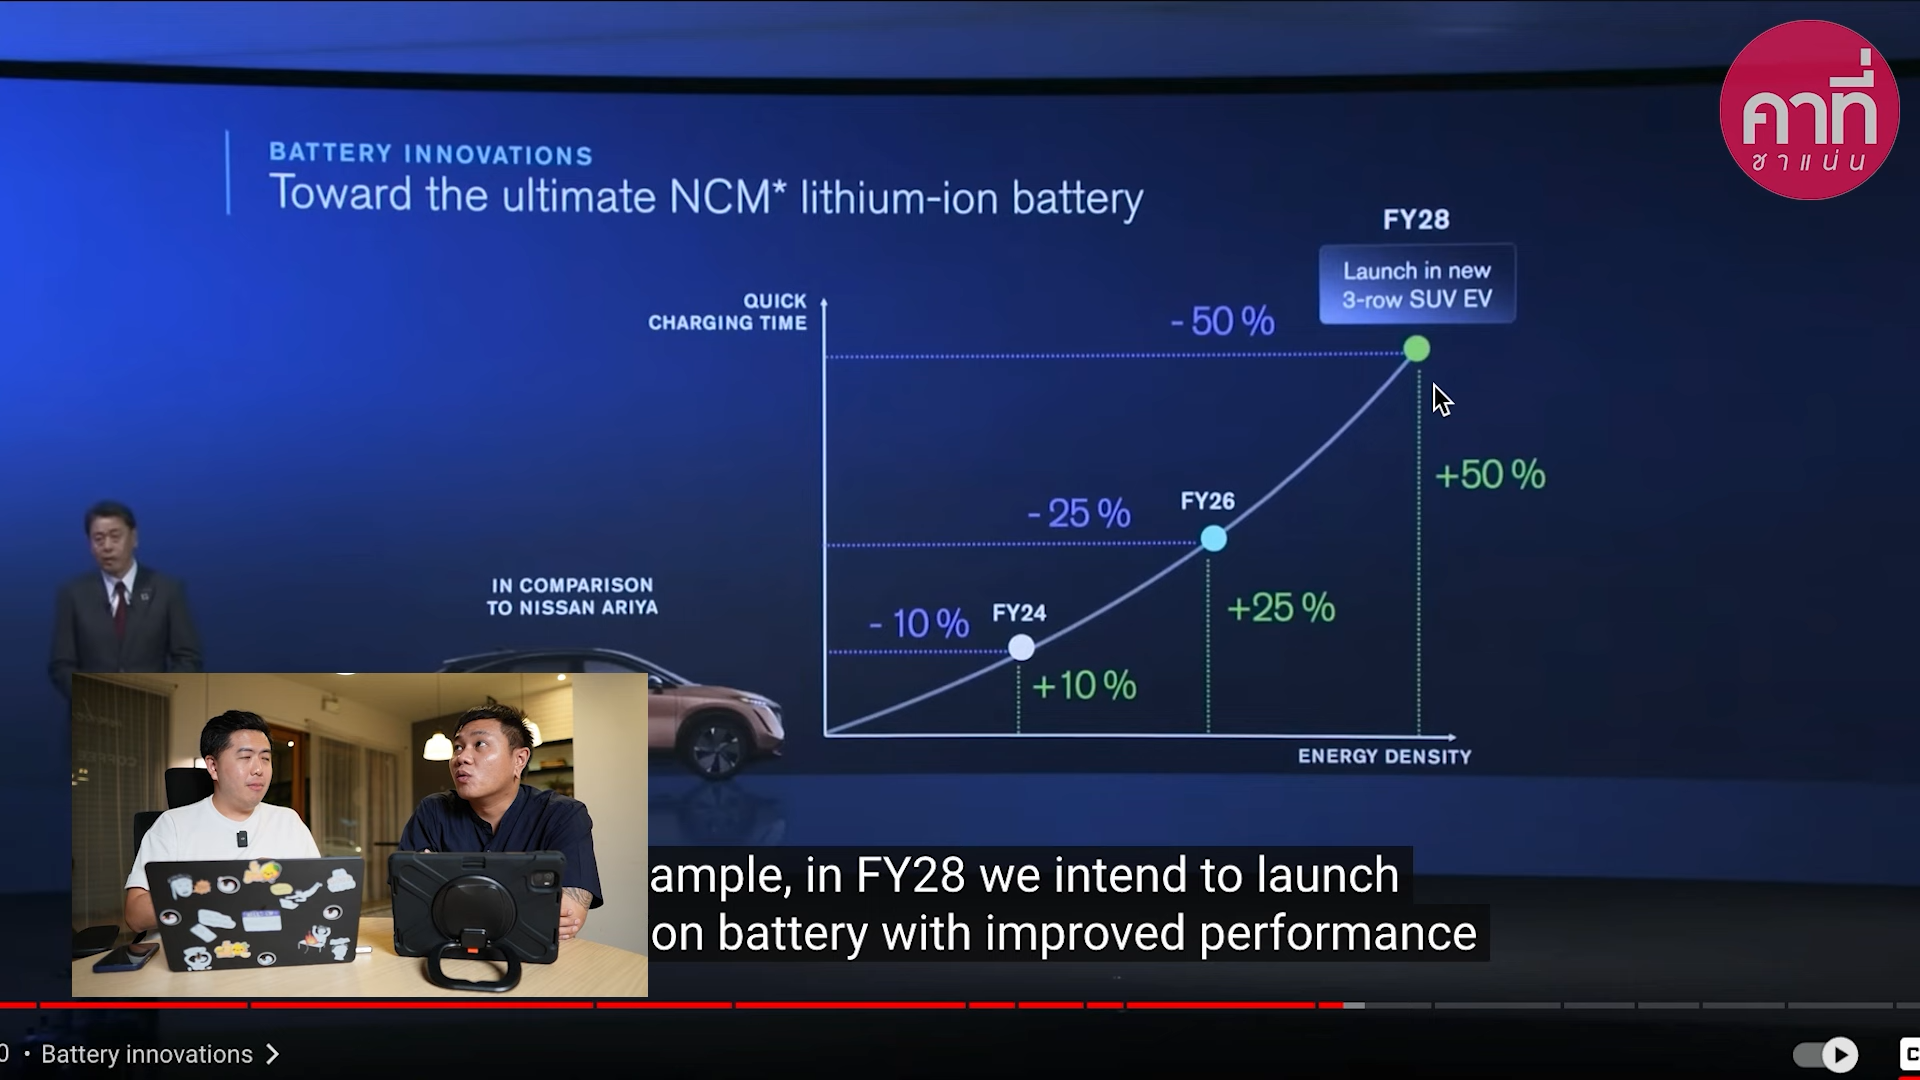 คาที่
ชาแน่น
BATTERY INNOVATIONS
Toward the ultimate NCM* lithium-ion battery
FY28
Launch in new
3-row SUV EV
QUICK
CHARGING TIME
- 50 %
+50 %
- 25 %
FY26
+25 %
IN COMPARISON
TO NISSAN ARIYA
- 10 %
FY24
+10 %
ENERGY DENSITY
ample, in FY28 we intend to launch
on battery with improved performance
0 • Battery innovations